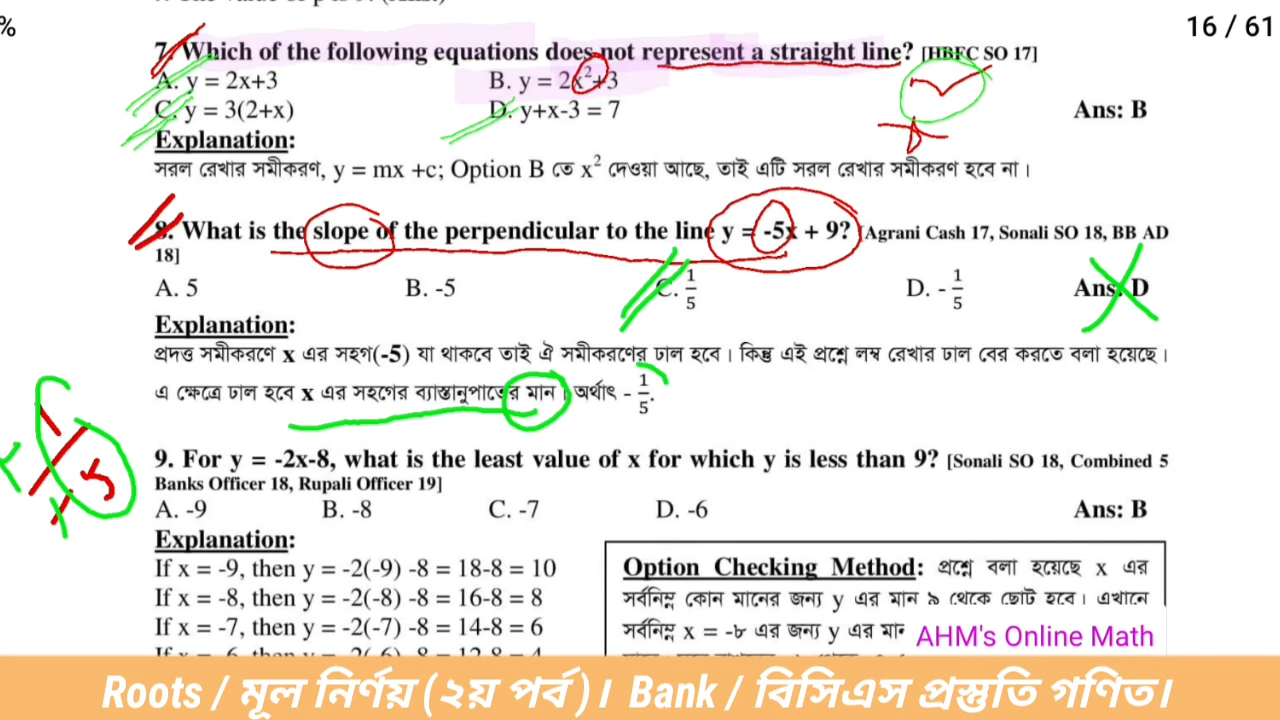 16 / 61
%
7. Which of the following equations does not represent a straight line? [HBFC SO 17]
A. y = 2x+3 B. y = 2x²+3
C. y = 3(2+x) D. y+x-3 = 7 Ans: B
Explanation:
সরল রেখার সমীকরণ, y = mx +c; Option B তে x² দেওয়া আছে, তাই এটি সরল রেখার সমীকরণ হবে না।
8. What is the slope of the perpendicular to the line y = -5x + 9? [Agrani Cash 17, Sonali SO 18, BB AD
18]
A. 5 B. -5 C. 1/5 D. - 1/5 Ans: D
Explanation:
প্রদত্ত সমীকরণে x এর সহগ(-5) যা থাকবে তাই ঐ সমীকরণের ঢাল হবে। কিন্তু এই প্রশ্নে লম্ব রেখার ঢাল বের করতে বলা হয়েছে।
এ ক্ষেত্রে ঢাল হবে x এর সহগের ব্যাস্তানুপাতের মান। অর্থাৎ - 1/5.
9. For y = -2x-8, what is the least value of x for which y is less than 9? [Sonali SO 18, Combined 5
Banks Officer 18, Rupali Officer 19]
A. -9 B. -8 C. -7 D. -6 Ans: B
Explanation:
If x = -9, then y = -2(-9) -8 = 18-8 = 10
If x = -8, then y = -2(-8) -8 = 16-8 = 8
If x = -7, then y = -2(-7) -8 = 14-8 = 6
Option Checking Method: প্রশ্নে বলা হয়েছে x এর
সর্বনিম্ন কোন মানের জন্য y এর মান ৯ থেকে ছোট হবে। এখানে
সর্বনিম্ন x = -৮ এর জন্য y এর মান
AHM's Online Math
Roots / মূল নির্ণয় (২য় পর্ব)। Bank / বিসিএস প্রস্তুতি গণিত।